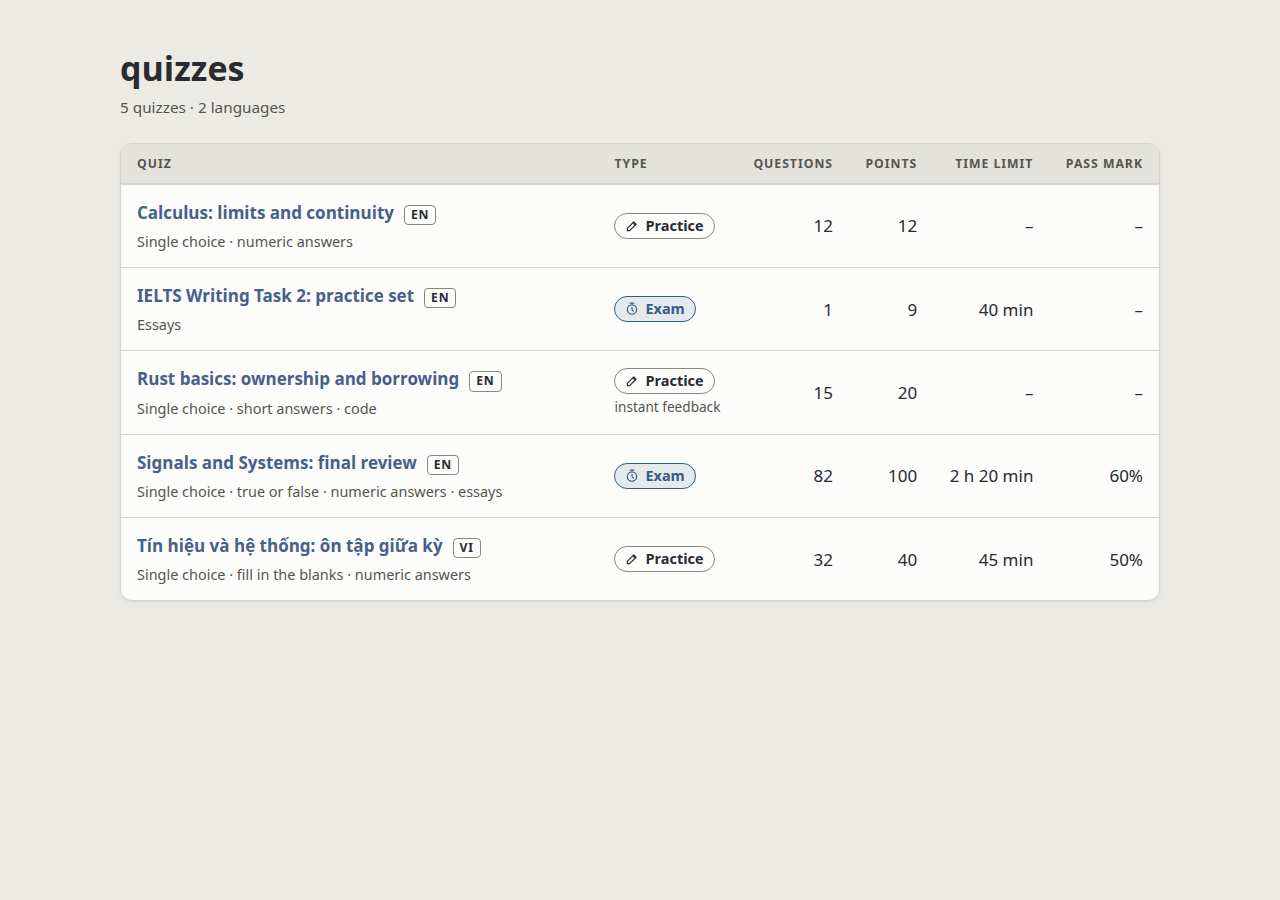 quizzes
5 quizzes · 2 languages
QUIZ TYPE QUESTIONS POINTS TIME LIMIT PASS MARK
Calculus: limits and continuity EN
Single choice · numeric answers
Practice 12 12 – –
IELTS Writing Task 2: practice set EN
Essays
Exam 1 9 40 min –
Rust basics: ownership and borrowing EN
Single choice · short answers · code
Practice
instant feedback
15 20 – –
Signals and Systems: final review EN
Single choice · true or false · numeric answers · essays
Exam 82 100 2 h 20 min 60%
Tín hiệu và hệ thống: ôn tập giữa kỳ VI
Single choice · fill in the blanks · numeric answers
Practice 32 40 45 min 50%